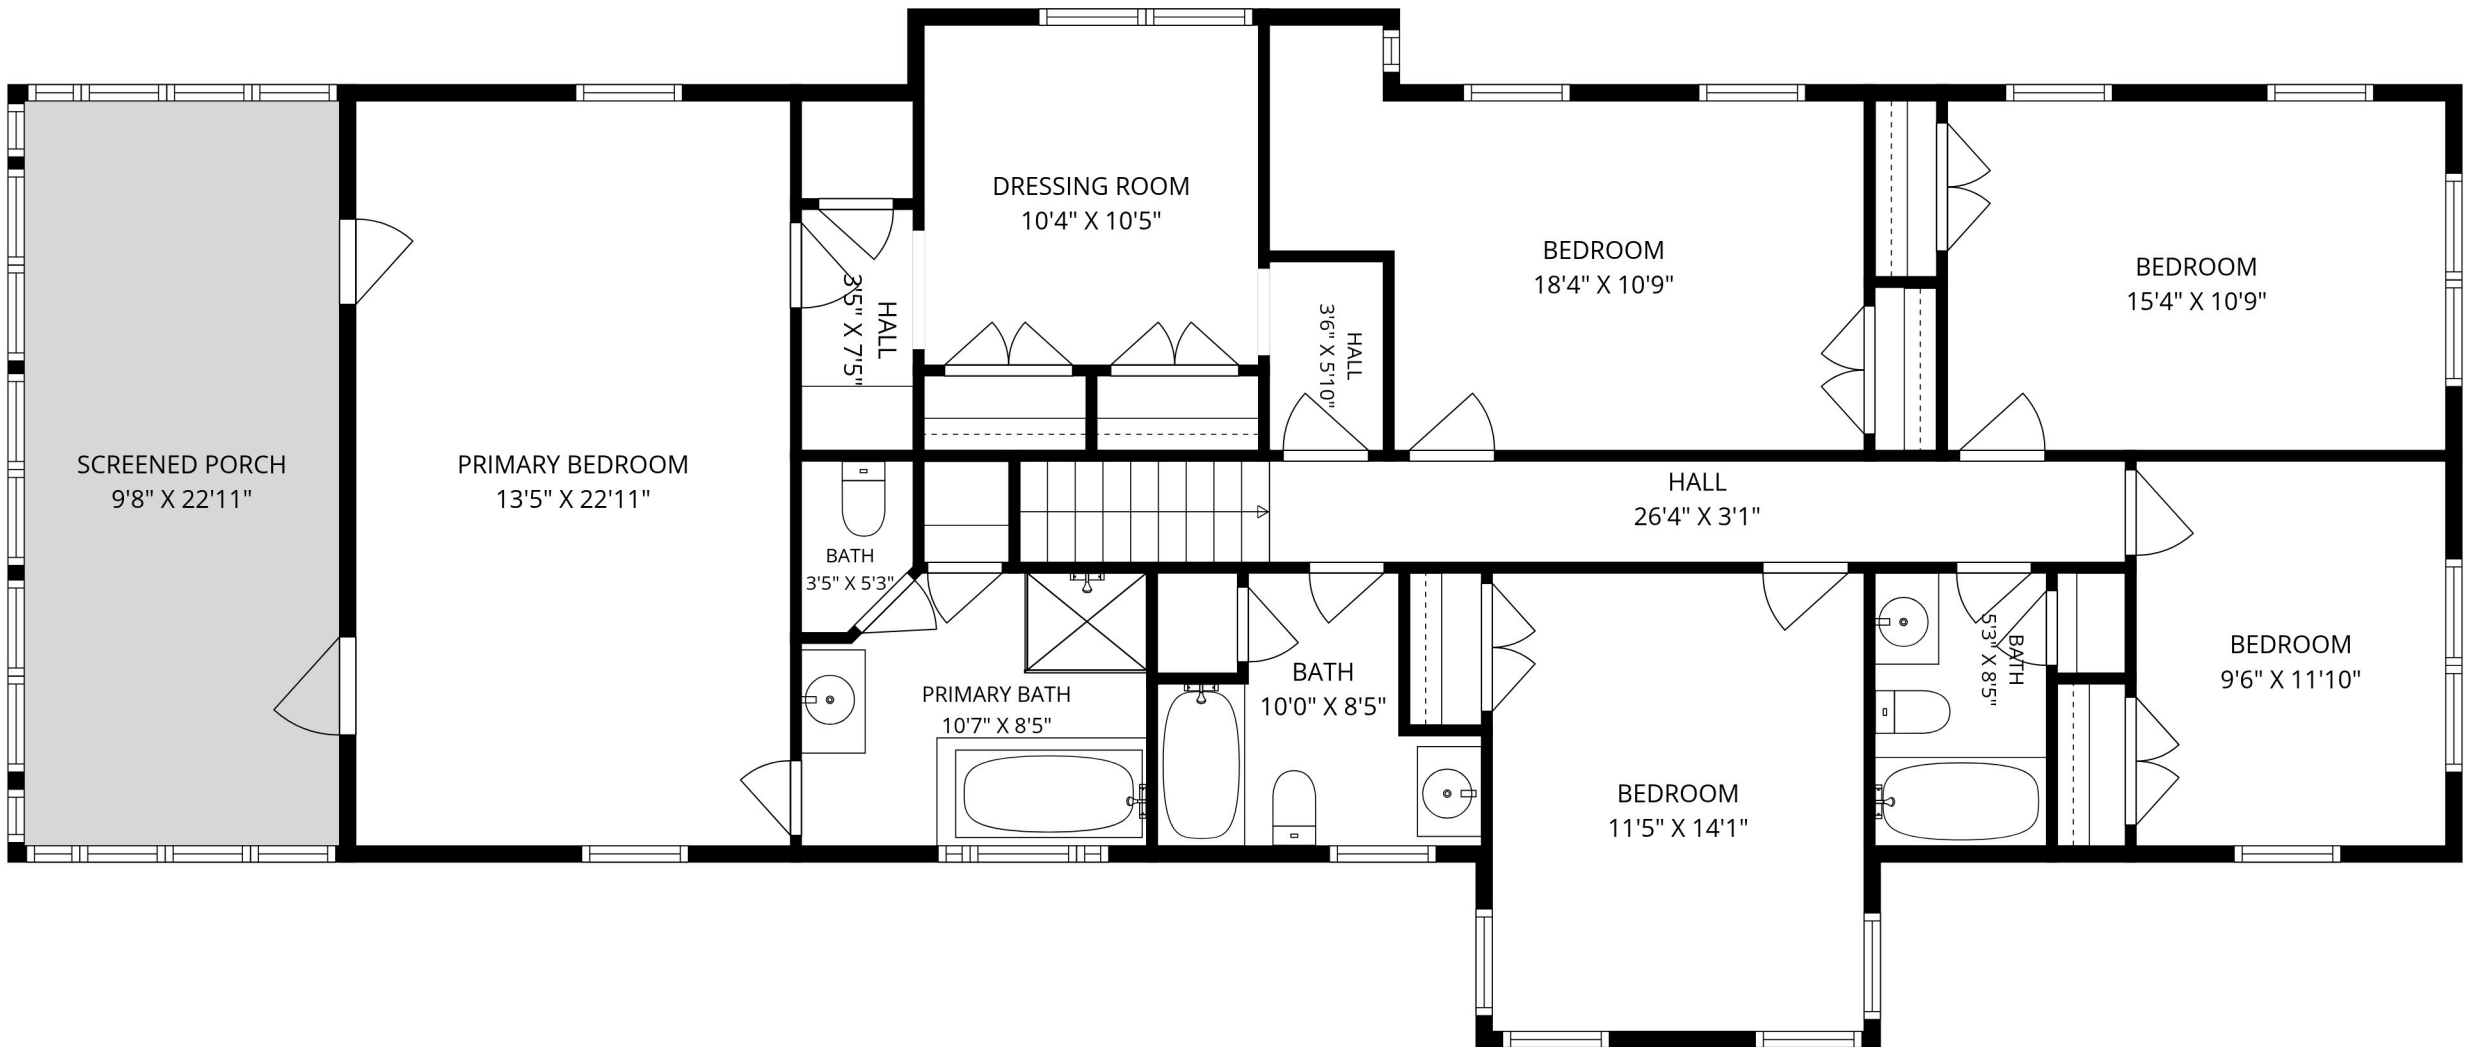 DRESSING ROOM
10'4" X 10'5"
BEDROOM
18'4" X 10'9"
BEDROOM
15'4" X 10'9"
HALL
3'5" X 7'5"
HALL
3'6" X 5'10"
SCREENED PORCH
9'8" X 22'11"
PRIMARY BEDROOM
13'5" X 22'11"
HALL
26'4" X 3'1"
BATH
3'5" X 5'3"
PRIMARY BATH
10'7" X 8'5"
BATH
10'0" X 8'5"
BEDROOM
11'5" X 14'1"
BATH
5'3" X 8'5"
BEDROOM
9'6" X 11'10"